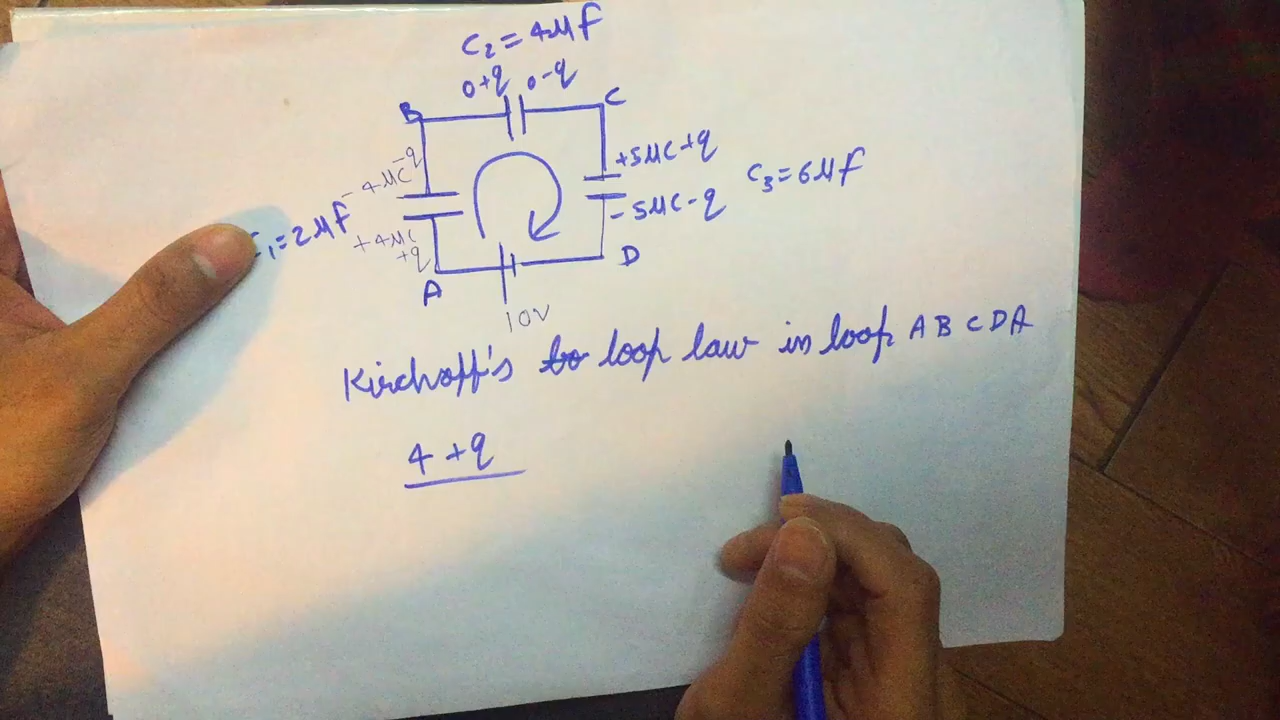 C₂ = 4μf
0+q 0-q
B
C
-4μC-q
+5μC+q
C₃ = 6μf
-5μC-q
C₁ = 2μf
+4μC
+q
D
A
10V
Kirchoff's to loop law in loop A B C D A
4 + q